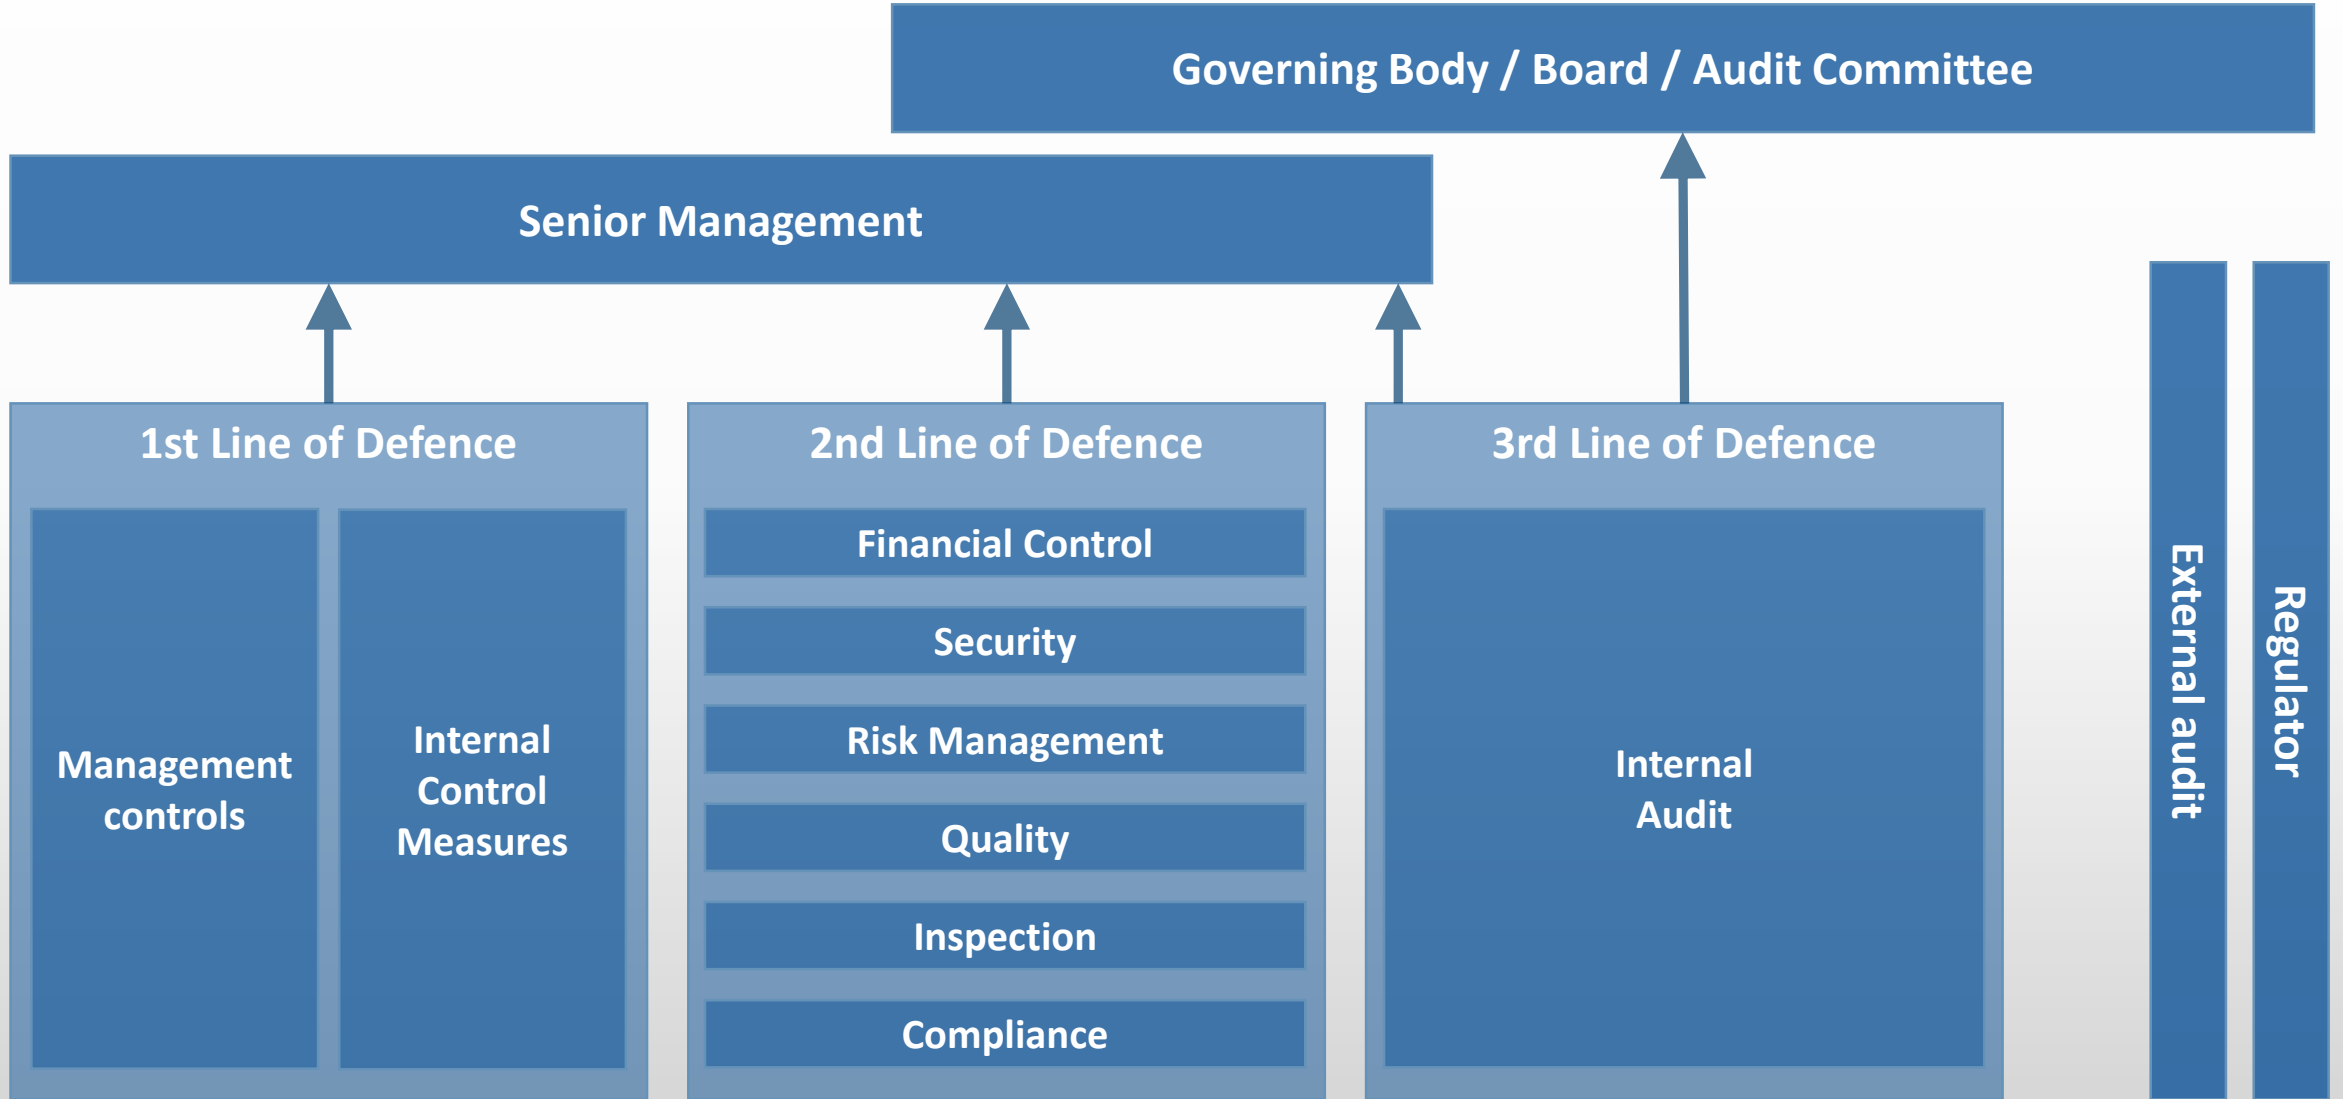 Governing Body / Board / Audit Committee
Senior Management
1st Line of Defence
Management
controls
Internal
Control
Measures
2nd Line of Defence
Financial Control
Security
Risk Management
Quality
Inspection
Compliance
3rd Line of Defence
Internal
Audit
External audit
Regulator